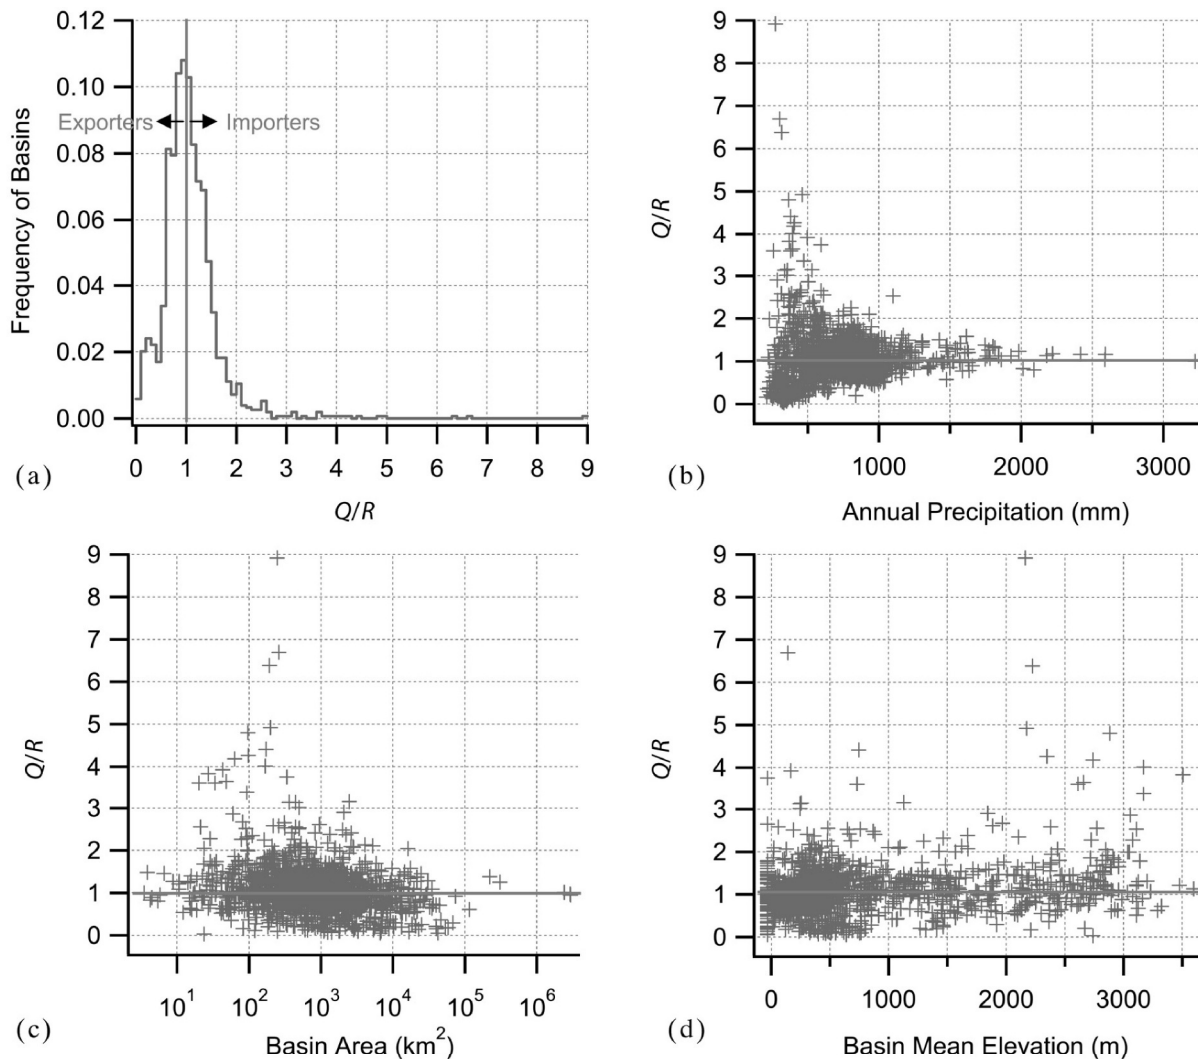 0.12
0.10
0.08
0.06
0.04
0.02
0.00
Frequency of Basins
Exporters
Importers
0 1 2 3 4 5 6 7 8 9
Q/R
(a)
9
8
7
6
5
4
3
2
1
0
Q/R
1000 2000 3000
Annual Precipitation (mm)
(b)
9
8
7
6
5
4
3
2
1
0
Q/R
10¹ 10² 10³ 10⁴ 10⁵ 10⁶
Basin Area (km²)
(c)
9
8
7
6
5
4
3
2
1
0
Q/R
0 1000 2000 3000
Basin Mean Elevation (m)
(d)